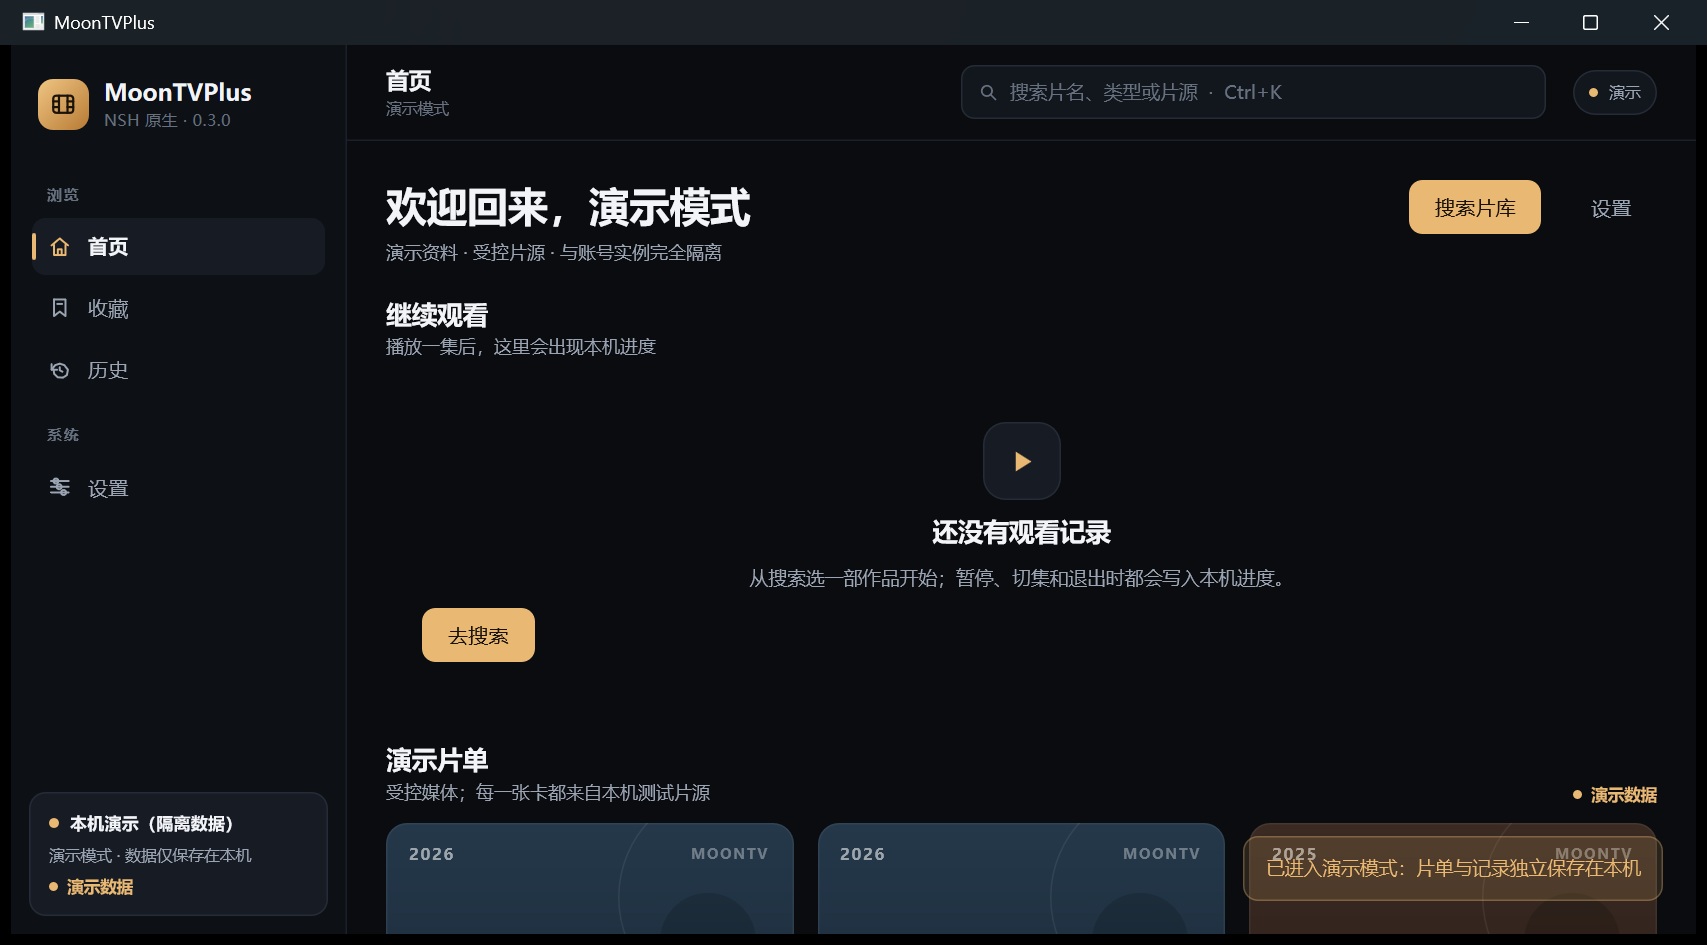 MoonTVPlus
MoonTVPlus
NSH 原生 · 0.3.0
浏览
首页
收藏
历史
系统
设置
本机演示（隔离数据）
演示模式 · 数据仅保存在本机
演示数据
首页
演示模式
搜索片名、类型或片源 · Ctrl+K
演示
欢迎回来，演示模式
演示资料 · 受控片源 · 与账号实例完全隔离
搜索片库
设置
继续观看
播放一集后，这里会出现本机进度
还没有观看记录
从搜索选一部作品开始；暂停、切集和退出时都会写入本机进度。
去搜索
演示片单
受控媒体；每一张卡都来自本机测试片源
演示数据
2026 MOONTV
2026 MOONTV
2025 MOONTV
已进入演示模式：片单与记录独立保存在本机